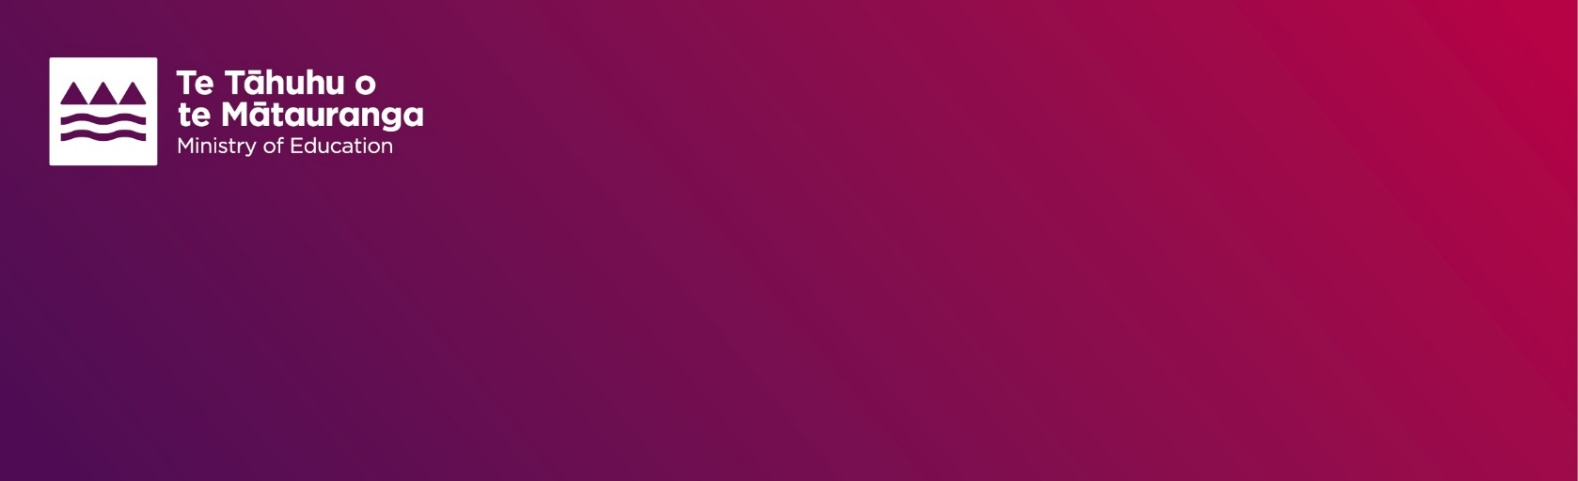 Te Tāhuhu o
te Mātauranga
Ministry of Education